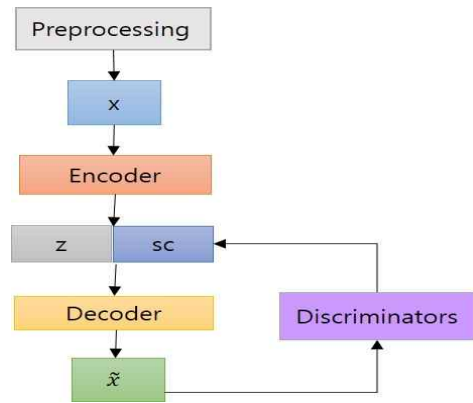 Preprocessing
x
Encoder
z sc
Decoder
Discriminators
x̃